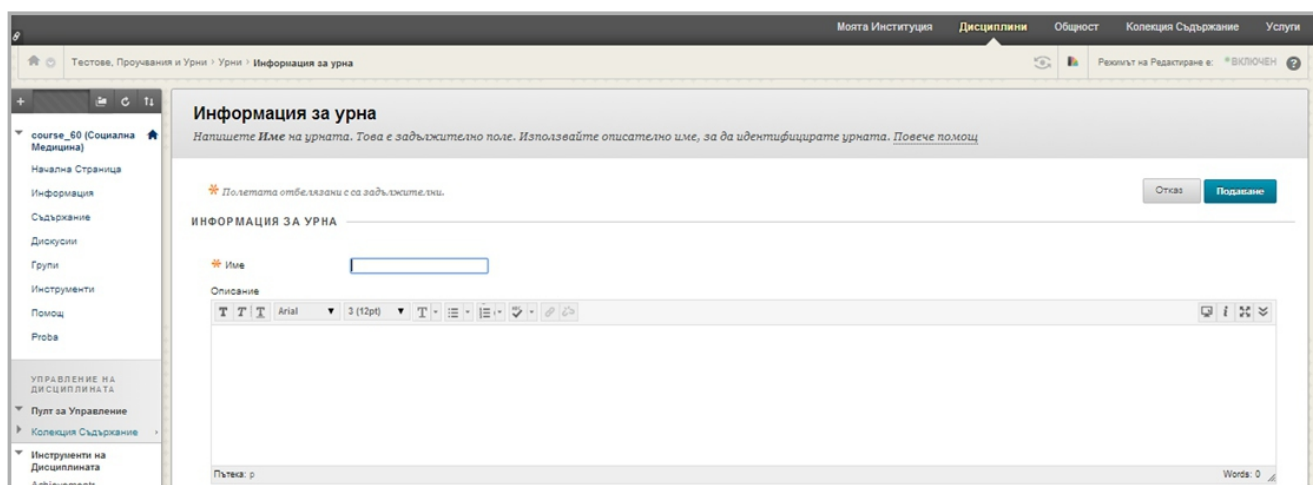 Моята Институция Дисциплини Общност Колекция Съдържание Услуги
Тестове, Проучвания и Урни › Урни › Информация за урна Режимът на Редактиране е: ВКЛЮЧЕН ?
course_60 (Социална
Медицина)
Начална Страница
Информация
Съдържание
Дискусии
Групи
Инструменти
Помощ
Proba
УПРАВЛЕНИЕ НА
ДИСЦИПЛИНАТА
Пулт за Управление
Колекция Съдържание
Инструменти на
Дисциплината
Achievements
Информация за урна
Напишете Име на урната. Това е задължително поле. Използвайте описателно име, за да идентифицирате урната. Повече помощ
* Полетата отбелязани с са задължителни.
Отказ Подаване
ИНФОРМАЦИЯ ЗА УРНА
* Име
Описание
T T T Arial 3 (12pt) T
Пътека: p Words: 0